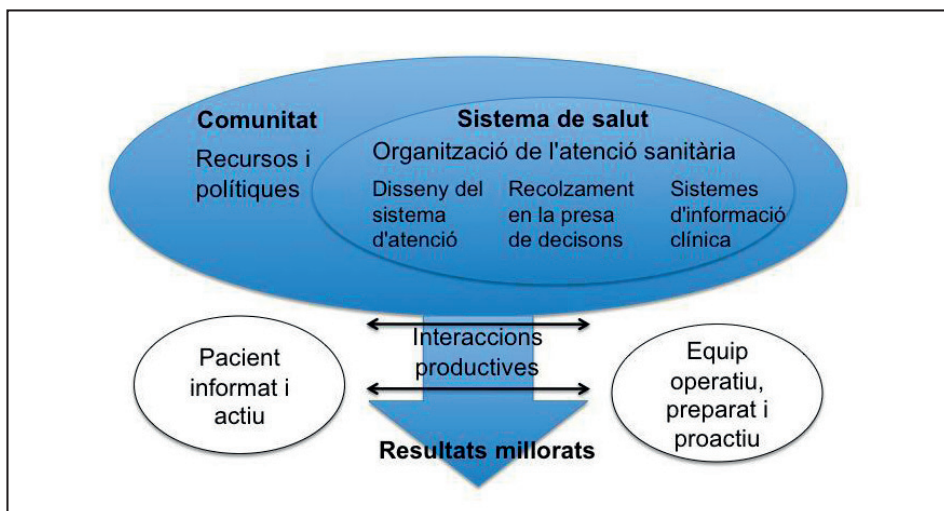 Comunitat
Recursos i
polítiques
Sistema de salut
Organització de l'atenció sanitària
Disseny del
sistema
d'atenció
Recolzament
en la presa
de decisons
Sistemes
d'informació
clínica
Interaccions
productives
Pacient
informat i
actiu
Equip
operatiu,
preparat i
proactiu
Resultats millorats